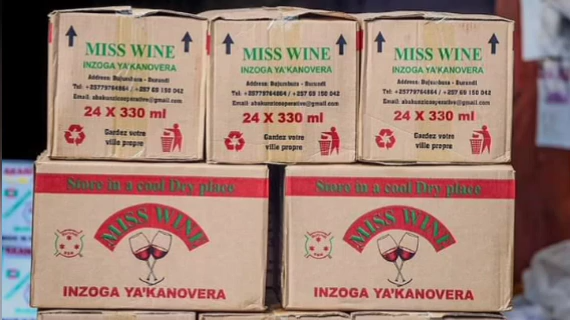 MISS WINE
INZOGA YA'KANOVERA
Address: Bujumbura - Burundi
Tel: +25779764864 / +257 69 150 042
Email: abahuzicooperative@gmail.com
24 X 330 ml
Gardez votre
ville propre
MISS WINE
INZOGA YA'KANOVERA
Address: Bujumbura - Burundi
Tel: +25779764864 / +257 69 150 042
24 X 330 ml
Gardez votre
ville propre
MISS WINE
INZOGA YA'KANOVERA
Address: Bujumbura - Burundi
Tel: +25779764864 / +257 69 150 042
24 X 330 ml
Gardez votre
ville propre
Store in a cool Dry place
MISS WINE
INZOGA YA'KANOVERA
Store in a cool Dry place
MISS WINE
INZOGA YA'KANOVERA